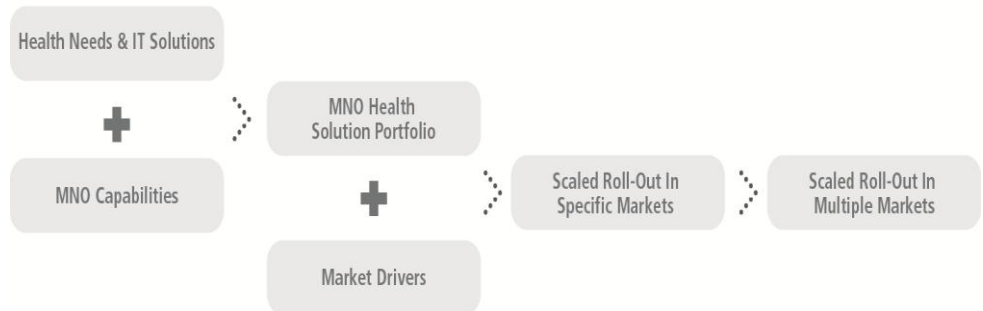 Health Needs & IT Solutions
+
MNO Capabilities
MNO Health
Solution Portfolio
+
Market Drivers
Scaled Roll-Out In
Specific Markets
Scaled Roll-Out In
Multiple Markets